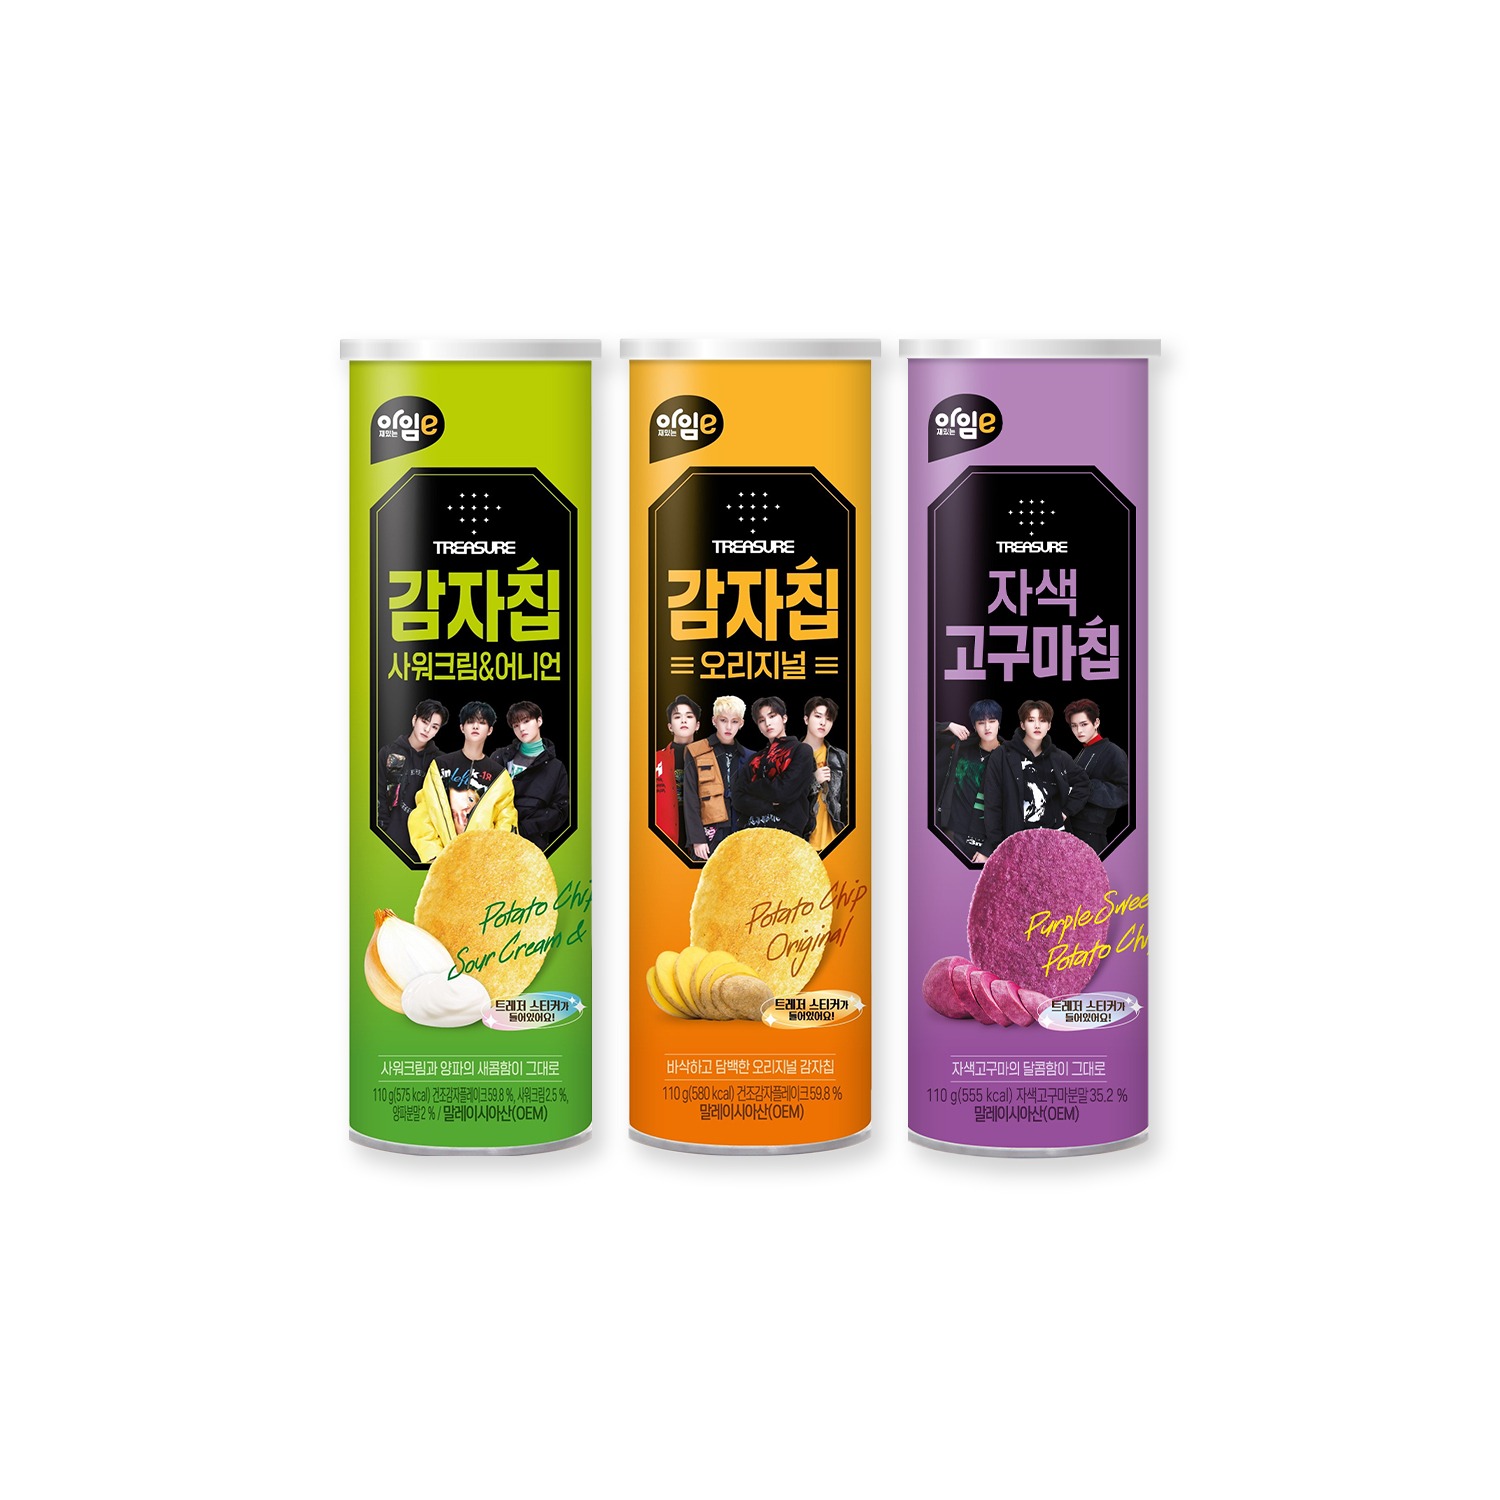 아임e
재밌는
TREASURE
감자칩
사워크림&어니언
Potato Chip
Sour Cream &
트레저 스티커가
들어있어요!
사워크림과 양파의 새콤함이 그대로
110 g(575 kcal) 건조감자플레이크 59.8 %, 사워크림 2.5 %,
양파분말 2 % / 말레이시아산(OEM)
아임e
재밌는
TREASURE
감자칩
오리지널
Potato Chip
Original
트레저 스티커가
들어있어요!
바삭하고 담백한 오리지널 감자칩
110 g(580 kcal) 건조감자플레이크 59.8 %
말레이시아산(OEM)
아임e
재밌는
TREASURE
자색
고구마칩
Purple Swee
Potato Chi
트레저 스티커가
들어있어요!
자색고구마의 달콤함이 그대로
110 g(555 kcal) 자색고구마분말 35.2 %
말레이시아산(OEM)